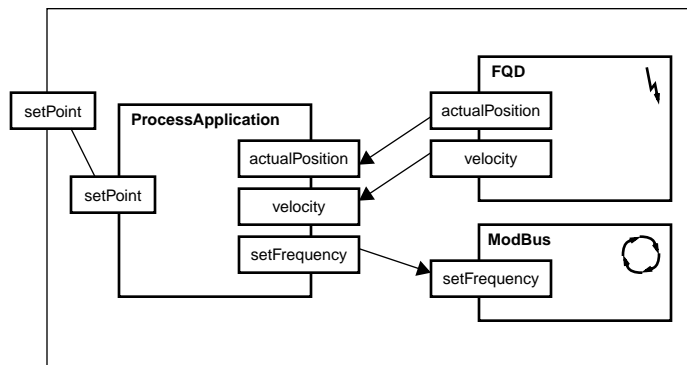 FQD
setPoint
ProcessApplication
actualPosition
actualPosition
velocity
setPoint
velocity
ModBus
setFrequency
setFrequency